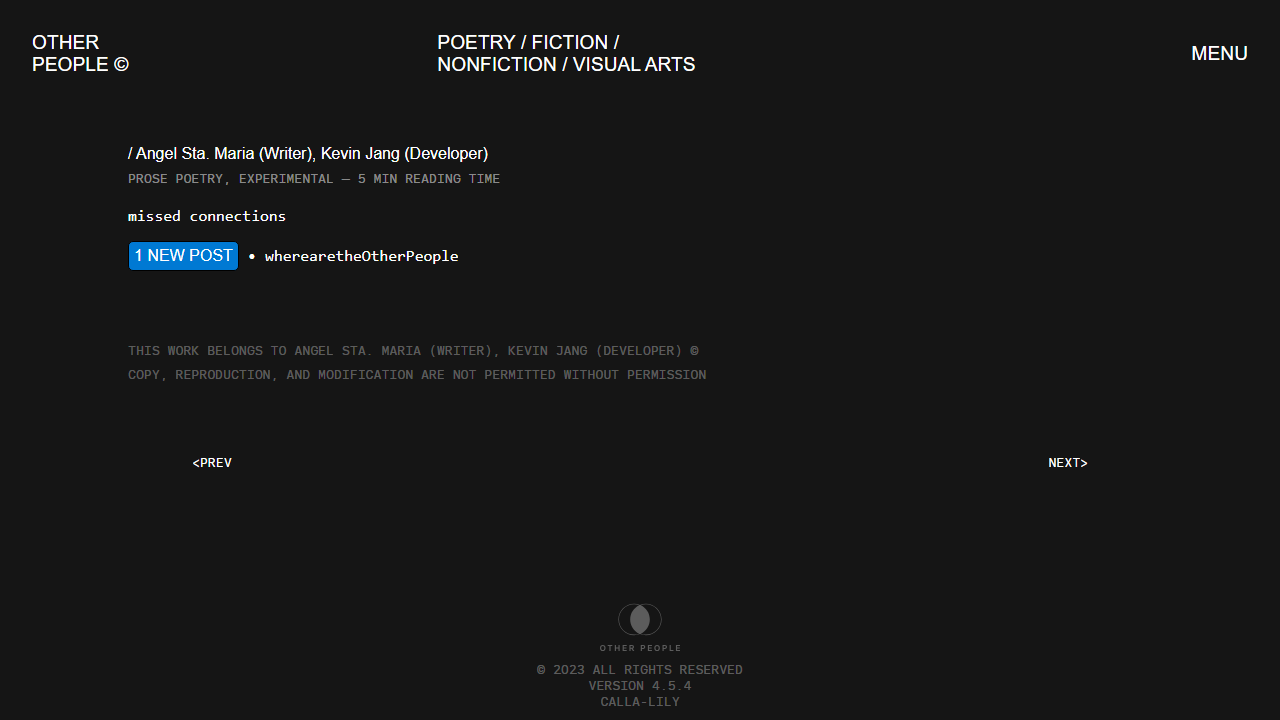 OTHER
PEOPLE ©
POETRY / FICTION /
NONFICTION / VISUAL ARTS
MENU
/ Angel Sta. Maria (Writer), Kevin Jang (Developer)
PROSE POETRY, EXPERIMENTAL — 5 MIN READING TIME
missed connections
1 NEW POST • wherearetheOtherPeople
THIS WORK BELONGS TO ANGEL STA. MARIA (WRITER), KEVIN JANG (DEVELOPER) ©
COPY, REPRODUCTION, AND MODIFICATION ARE NOT PERMITTED WITHOUT PERMISSION
<PREV
NEXT>
OTHER PEOPLE
© 2023 ALL RIGHTS RESERVED
VERSION 4.5.4
CALLA-LILY